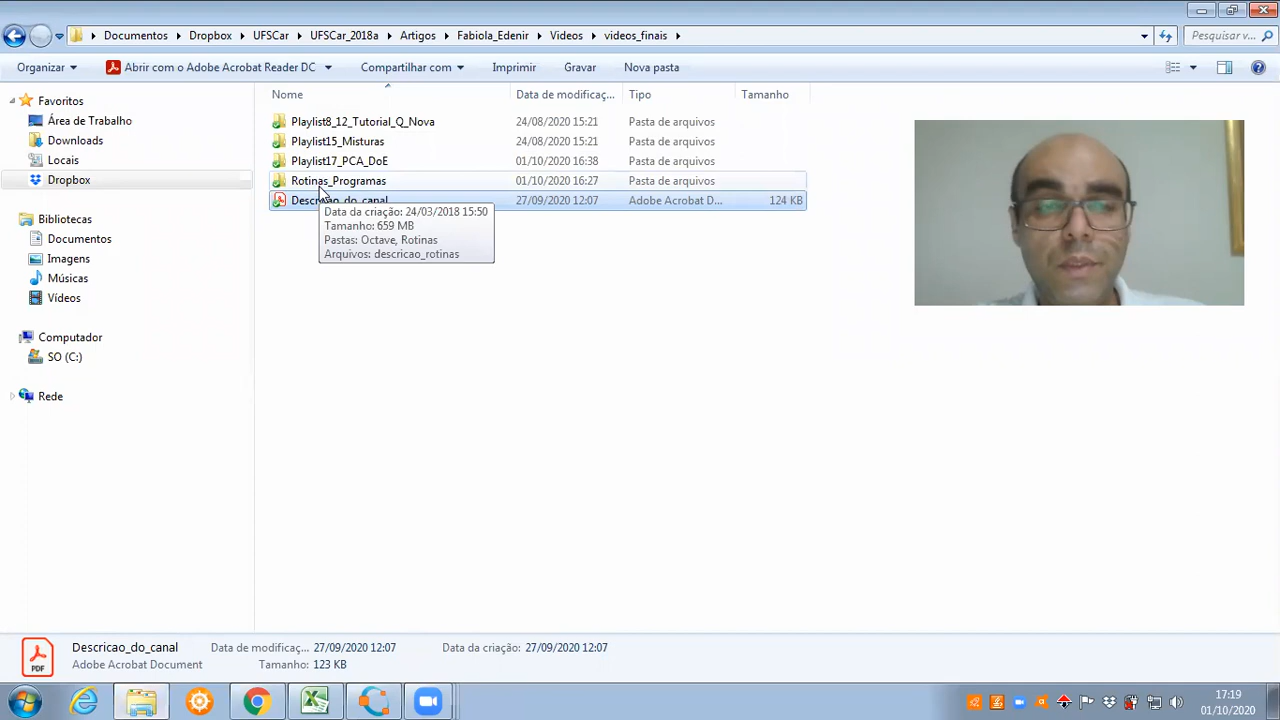 Documentos
Dropbox
UFSCar
UFSCar_2018a
Artigos
Fabiola_Edenir
Videos
videos_finais
Pesquisar v...
Organizar
Abrir com o Adobe Acrobat Reader DC
Compartilhar com
Imprimir
Gravar
Nova pasta
Favoritos
Área de Trabalho
Downloads
Locais
Dropbox
Bibliotecas
Documentos
Imagens
Músicas
Vídeos
Computador
SO (C:)
Rede
Nome
Data de modificaç...
Tipo
Tamanho
Playlist8_12_Tutorial_Q_Nova 24/08/2020 15:21 Pasta de arquivos
Playlist15_Misturas 24/08/2020 15:21 Pasta de arquivos
Playlist17_PCA_DoE 01/10/2020 16:38 Pasta de arquivos
Rotinas_Programas 01/10/2020 16:27 Pasta de arquivos
Descricao_do_canal 27/09/2020 12:07 Adobe Acrobat D... 124 KB
Data da criação: 24/03/2018 15:50
Tamanho: 659 MB
Pastas: Octave, Rotinas
Arquivos: descricao_rotinas
Descricao_do_canal Data de modificaç... 27/09/2020 12:07 Data da criação: 27/09/2020 12:07
Adobe Acrobat Document Tamanho: 123 KB
PDF
17:19
01/10/2020